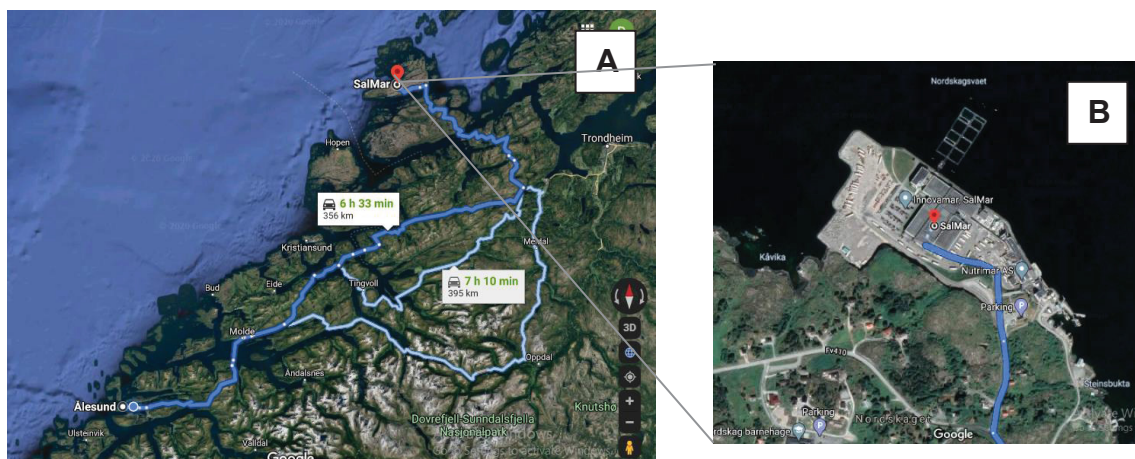 A
SalMar
Trondheim
Hopen
6 h 33 min
356 km
Kristiansund
Meldal
7 h 10 min
395 km
Tingvoll
Bud
Eide
Molde
3D
Oppdal
Åndalsnes
Ålesund
Ulsteinvik
Dovrefjell-Sunndalsfjella
Nasjonalpark
Knutshø
Valldal
Google
B
Nordskagsvaet
Innovamar SalMar
SalMar
Kåvika
Nutrimar AS
Parking
P
Fv410
Steinsbukta
Parking
P
Nordskaget
rdskag barnehage
Google